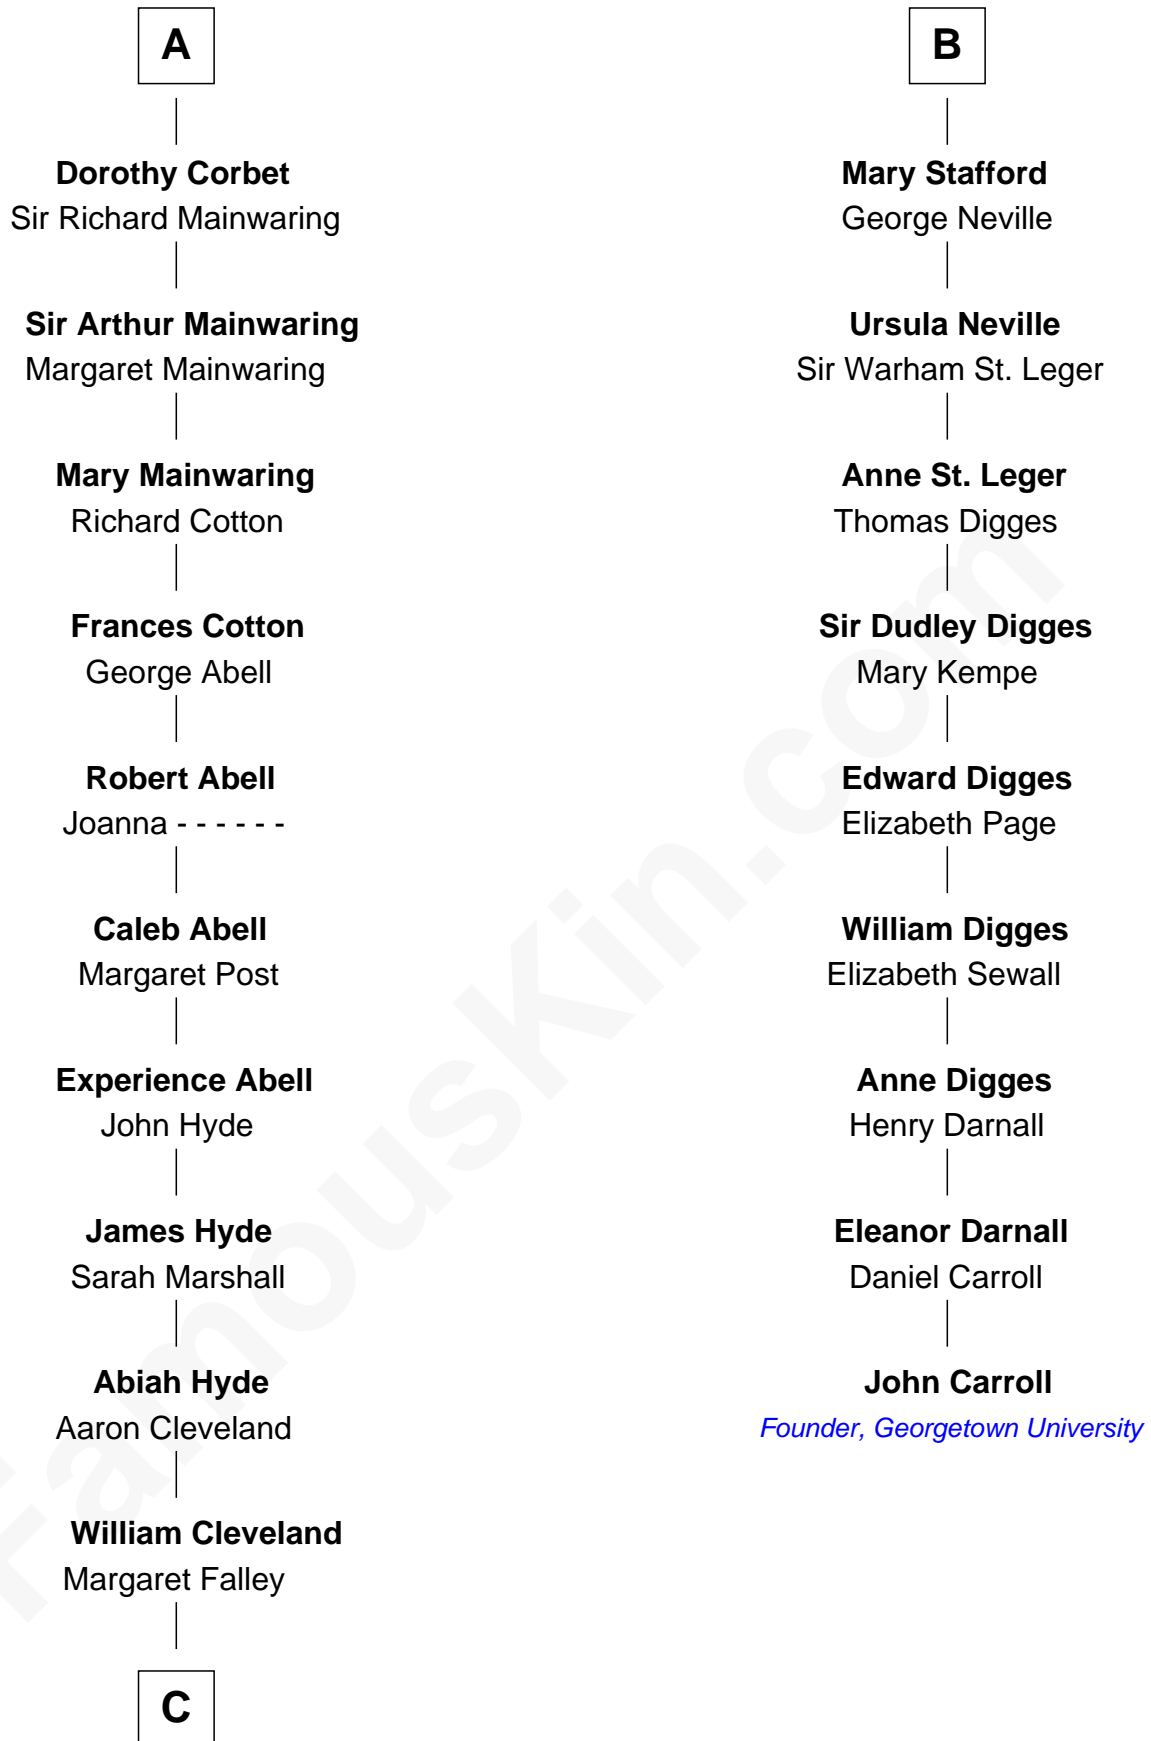 A
Dorothy Corbet
Sir Richard Mainwaring
Sir Arthur Mainwaring
Margaret Mainwaring
Mary Mainwaring
Richard Cotton
Frances Cotton
George Abell
Robert Abell
Joanna - - - - - -
Caleb Abell
Margaret Post
Experience Abell
John Hyde
James Hyde
Sarah Marshall
Abiah Hyde
Aaron Cleveland
William Cleveland
Margaret Falley
C
B
Mary Stafford
George Neville
Ursula Neville
Sir Warham St. Leger
Anne St. Leger
Thomas Digges
Sir Dudley Digges
Mary Kempe
Edward Digges
Elizabeth Page
William Digges
Elizabeth Sewall
Anne Digges
Henry Darnall
Eleanor Darnall
Daniel Carroll
John Carroll
Founder, Georgetown University
FamousKin.com